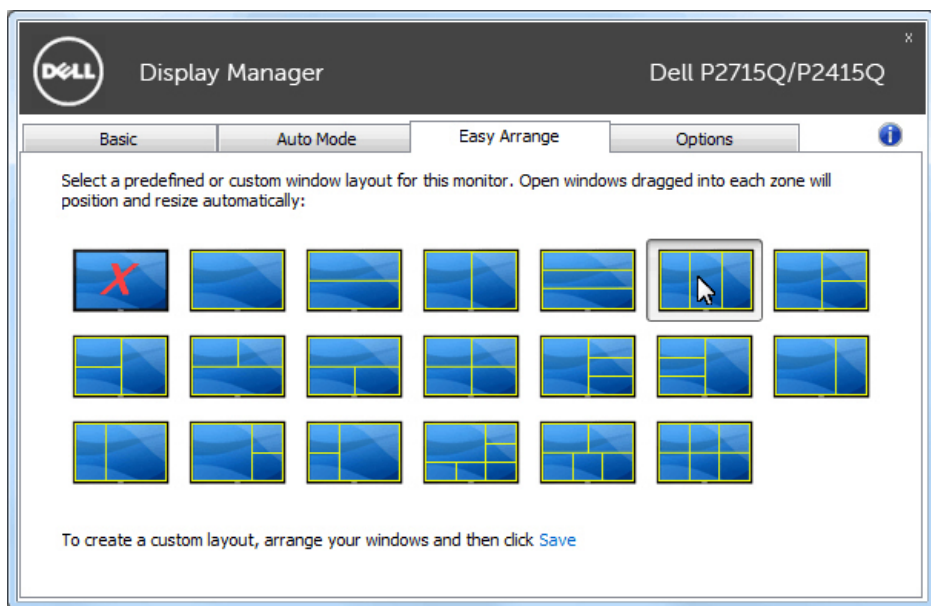 DELL
Display Manager
Dell P2715Q/P2415Q
x
Basic
Auto Mode
Easy Arrange
Options
i
Select a predefined or custom window layout for this monitor. Open windows dragged into each zone will
position and resize automatically:
X
To create a custom layout, arrange your windows and then click Save